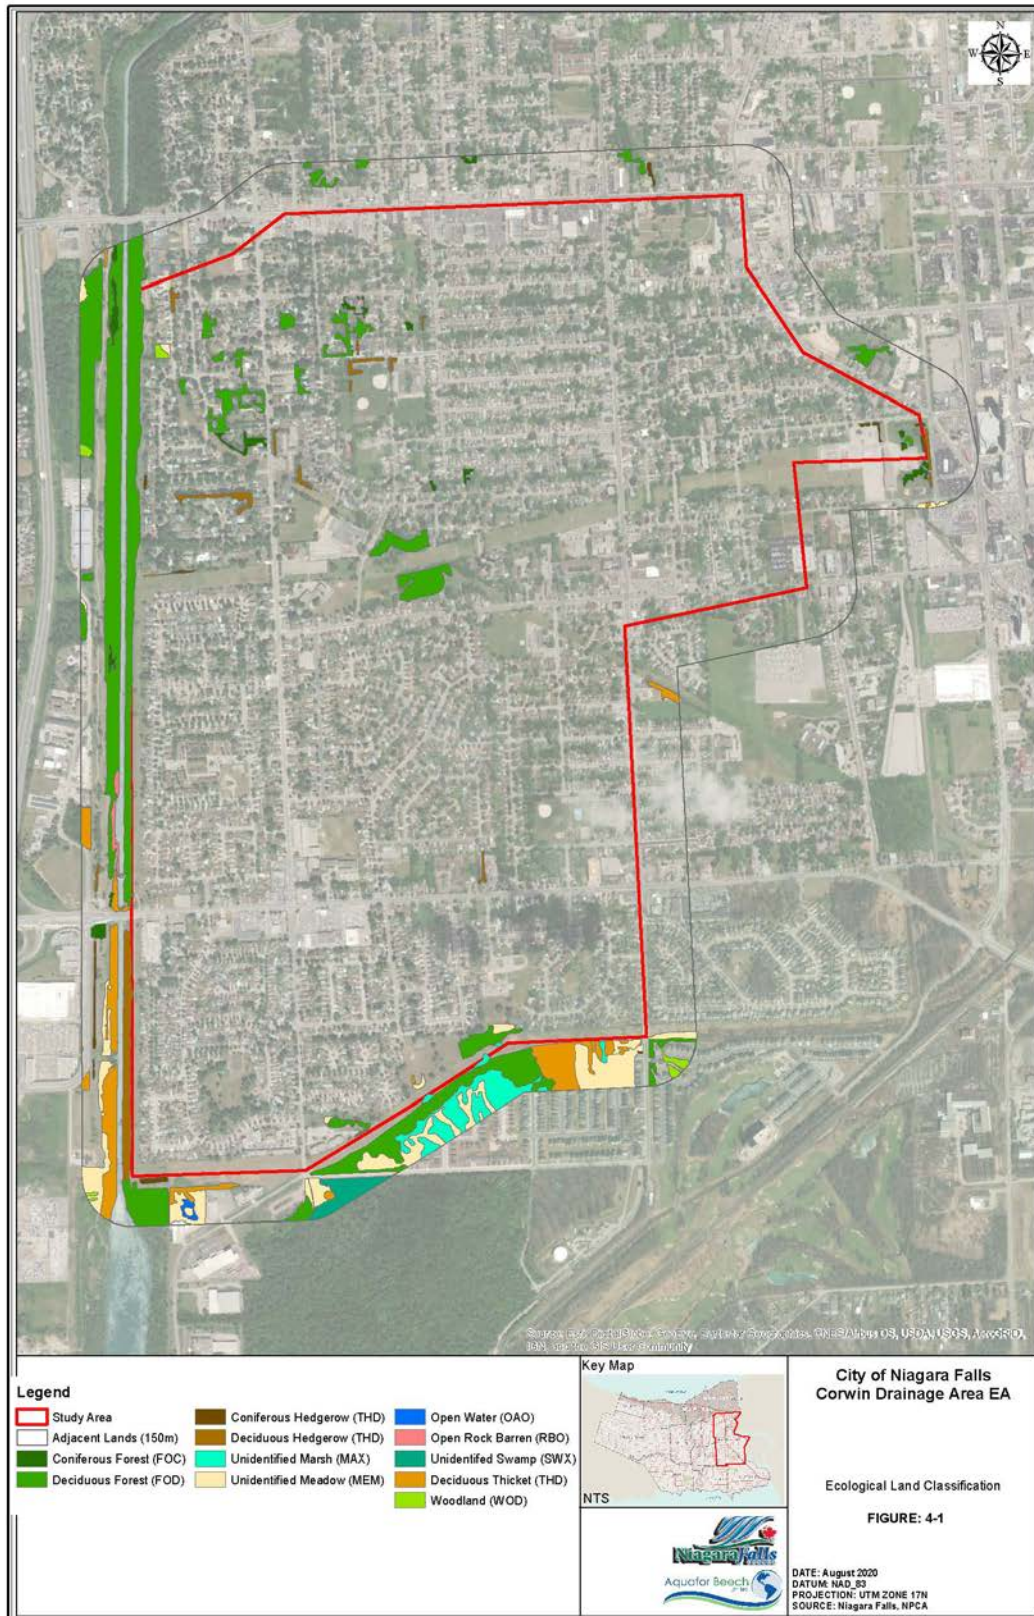 N
W E
S
Legend
Study Area
Adjacent Lands (150m)
Coniferous Forest (FOC)
Deciduous Forest (FOD)
Coniferous Hedgerow (THD)
Deciduous Hedgerow (THD)
Unidentified Marsh (MAX)
Unidentified Meadow (MEM)
Open Water (OAO)
Open Rock Barren (RBO)
Unidentifed Swamp (SWX)
Deciduous Thicket (THD)
Woodland (WOD)
Key Map
NTS
Niagara Falls
Aquafor Beech
City of Niagara Falls
Corwin Drainage Area EA
Ecological Land Classification
FIGURE: 4-1
DATE: August 2020
DATUM: NAD_83
PROJECTION: UTM ZONE 17N
SOURCE: Niagara Falls, NPCA